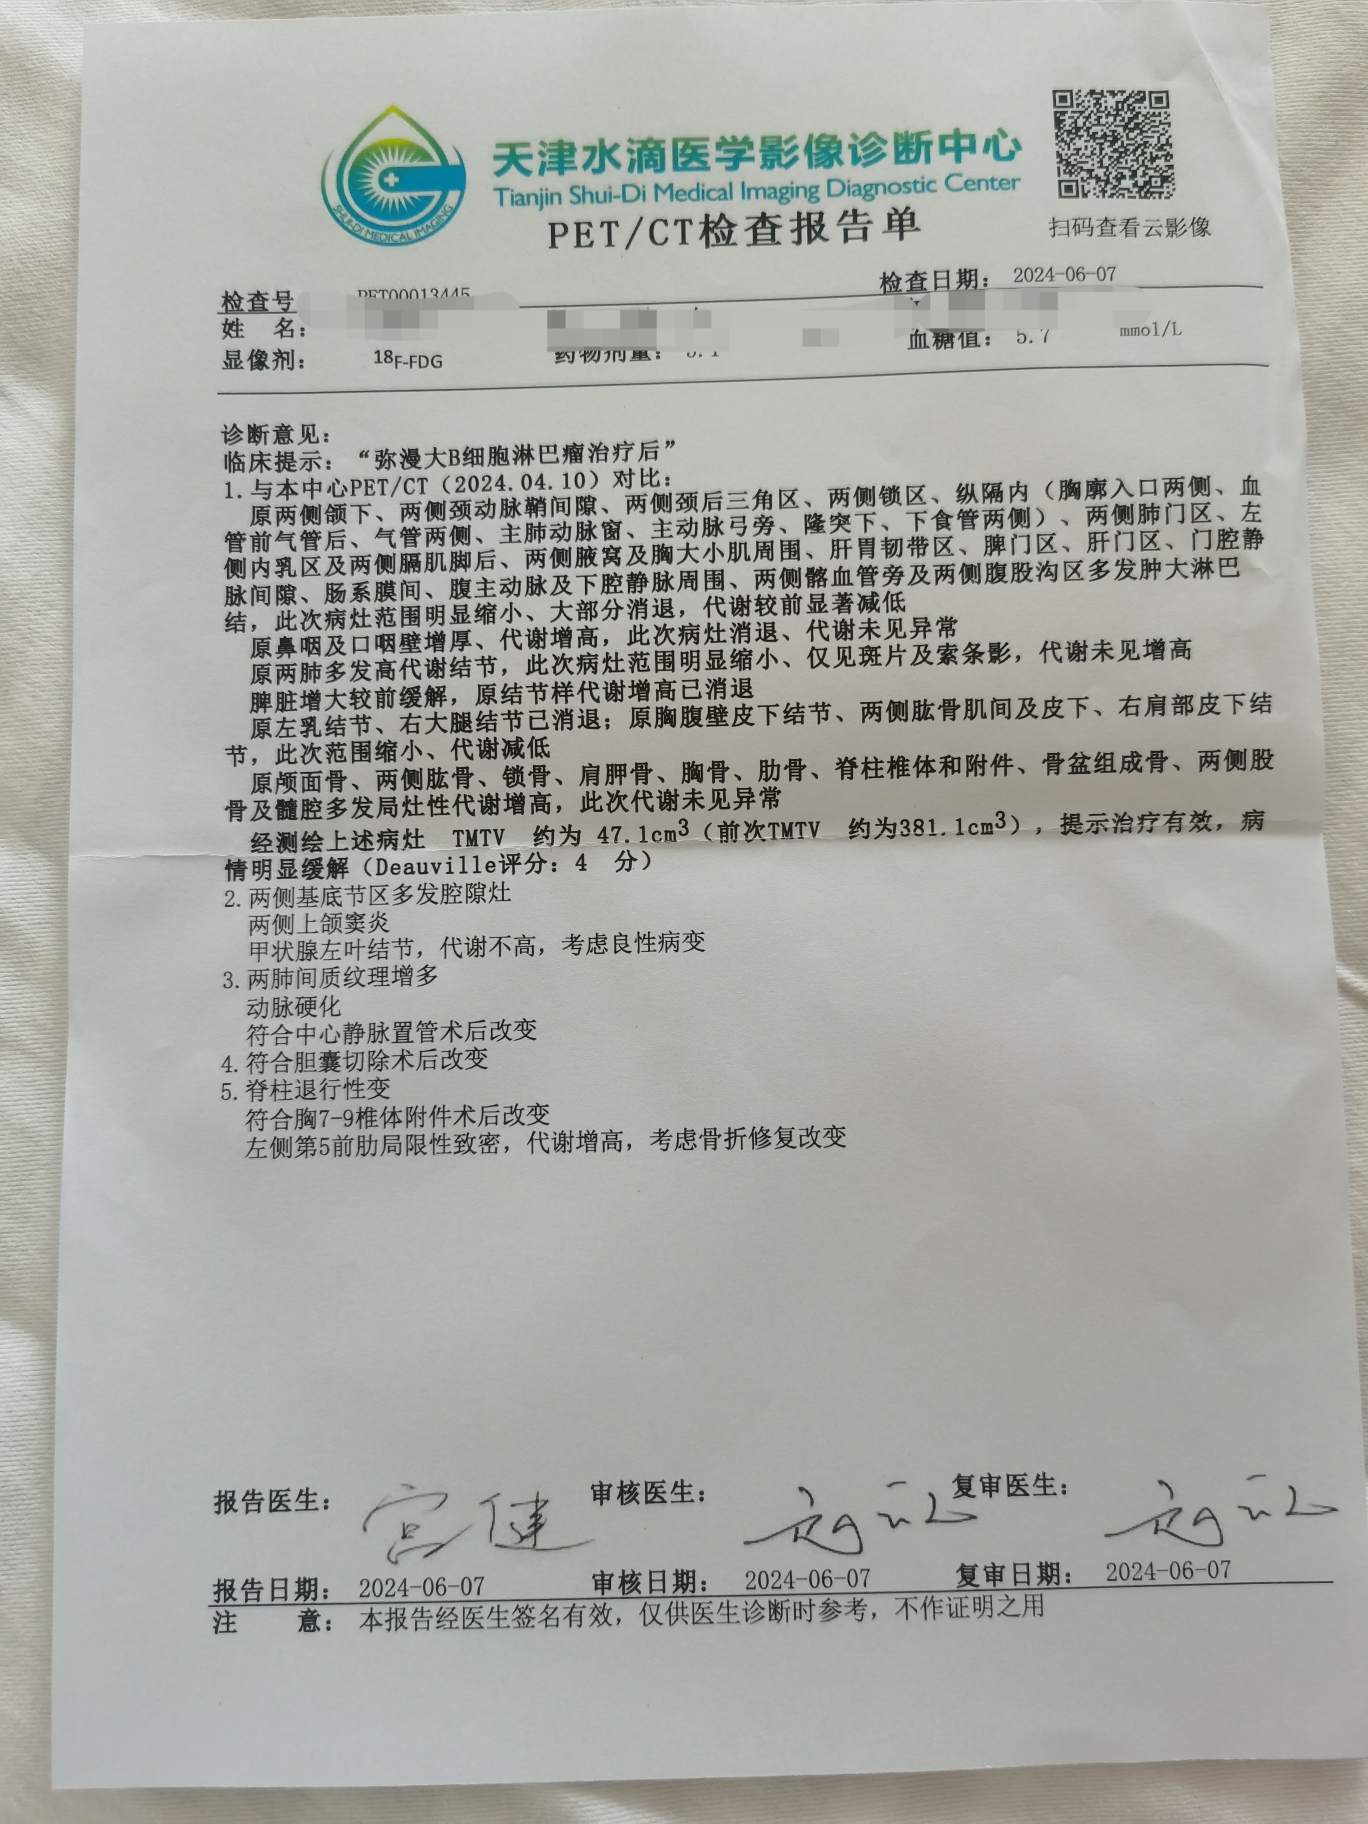 天津水滴医学影像诊断中心
Tianjin Shui-Di Medical Imaging Diagnostic Center
SHUI-DI MEDICAL IMAGING
PET/CT检查报告单
扫码查看云影像
检查号 PET00013445 检查日期： 2024-06-07
姓 名：
显像剂： 18F-FDG 药物剂量： 血糖值： 5.7 mmol/L
诊断意见：
临床提示：“弥漫大B细胞淋巴瘤治疗后”
1.与本中心PET/CT（2024.04.10）对比：
原两侧颌下、两侧颈动脉鞘间隙、两侧颈后三角区、两侧锁区、纵隔内（胸廓入口两侧、血
管前气管后、气管两侧、主肺动脉窗、主动脉弓旁、隆突下、下食管两侧）、两侧肺门区、左
侧内乳区及两侧膈肌脚后、两侧腋窝及胸大小肌周围、肝胃韧带区、脾门区、肝门区、门腔静
脉间隙、肠系膜间、腹主动脉及下腔静脉周围、两侧髂血管旁及两侧腹股沟区多发肿大淋巴
结，此次病灶范围明显缩小、大部分消退，代谢较前显著减低
原鼻咽及口咽壁增厚、代谢增高，此次病灶消退、代谢未见异常
原两肺多发高代谢结节，此次病灶范围明显缩小、仅见斑片及索条影，代谢未见增高
脾脏增大较前缓解，原结节样代谢增高已消退
原左乳结节、右大腿结节已消退；原胸腹壁皮下结节、两侧肱骨肌间及皮下、右肩部皮下结
节，此次范围缩小、代谢减低
原颅面骨、两侧肱骨、锁骨、肩胛骨、胸骨、肋骨、脊柱椎体和附件、骨盆组成骨、两侧股
骨及髓腔多发局灶性代谢增高，此次代谢未见异常
经测绘上述病灶 TMTV 约为 47.1cm3（前次TMTV 约为381.1cm3），提示治疗有效，病
情明显缓解（Deauville评分：4 分）
2.两侧基底节区多发腔隙灶
两侧上颌窦炎
甲状腺左叶结节，代谢不高，考虑良性病变
3.两肺间质纹理增多
动脉硬化
符合中心静脉置管术后改变
4.符合胆囊切除术后改变
5.脊柱退行性变
符合胸7-9椎体附件术后改变
左侧第5前肋局限性致密，代谢增高，考虑骨折修复改变
报告医生： 宫健 审核医生： 复审医生：
报告日期： 2024-06-07 审核日期： 2024-06-07 复审日期： 2024-06-07
注 意： 本报告经医生签名有效，仅供医生诊断时参考，不作证明之用